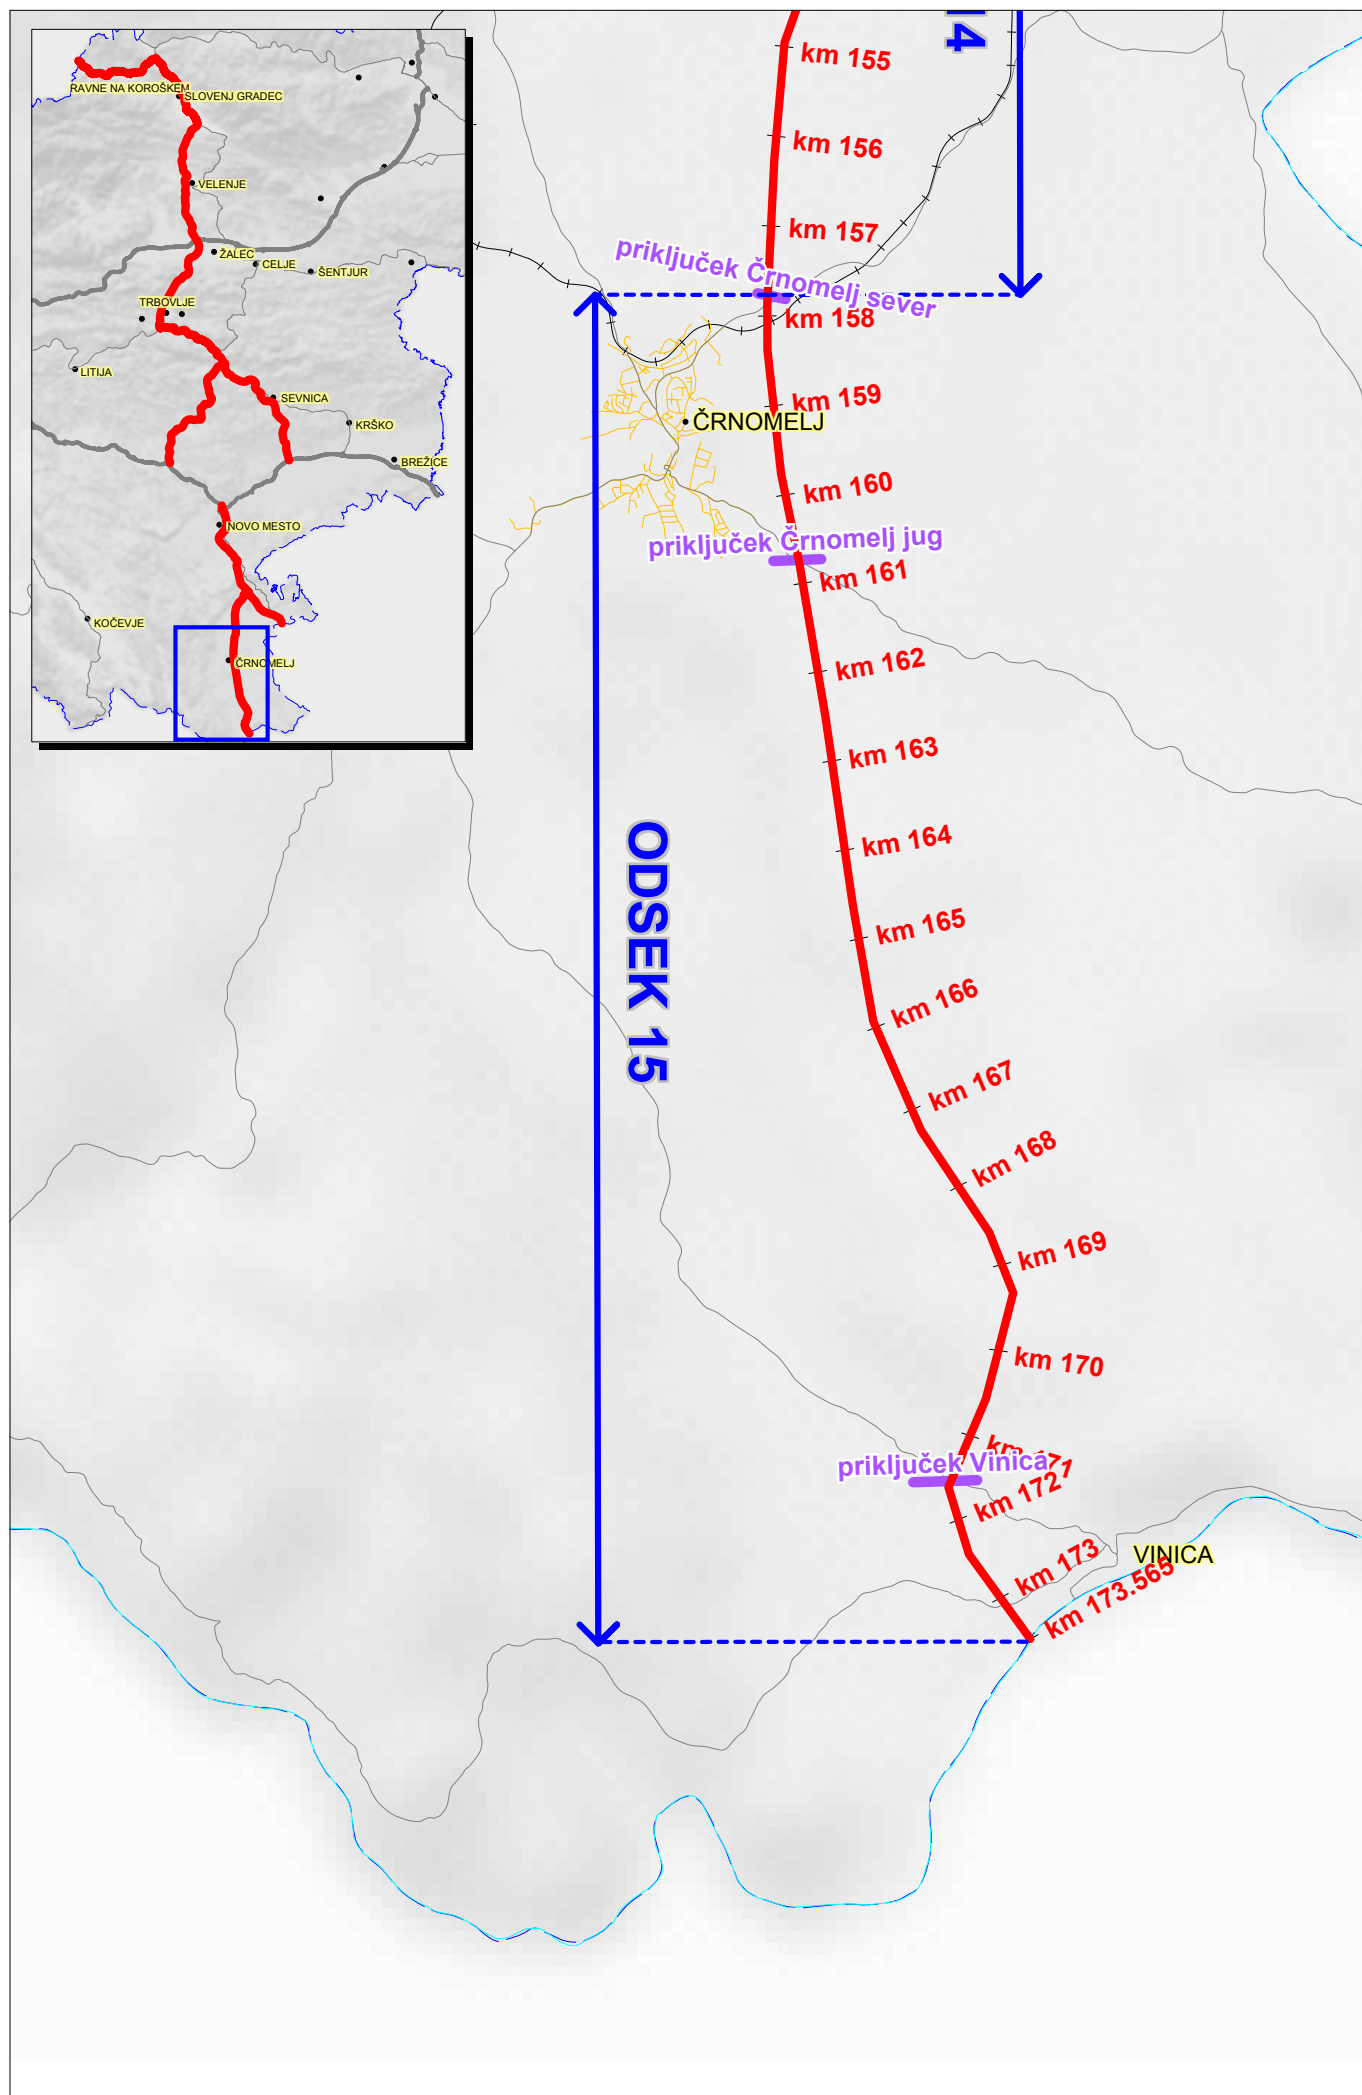 RAVNE NA KOROŠKEM
SLOVENJ GRADEC
VELENJE
ŽALEC
CELJE
ŠENTJUR
TRBOVLJE
LITIJA
SEVNICA
KRŠKO
BREŽICE
NOVO MESTO
KOČEVJE
ČRNOMELJ
km 155
km 156
km 157
priključek Črnomelj sever
km 158
km 159
ČRNOMELJ
km 160
priključek Črnomelj jug
km 161
km 162
km 163
km 164
ODSEK 15
km 165
km 166
km 167
km 168
km 169
km 170
km 171
priključek Vinica
km 172
km 173
VINICA
km 173.565